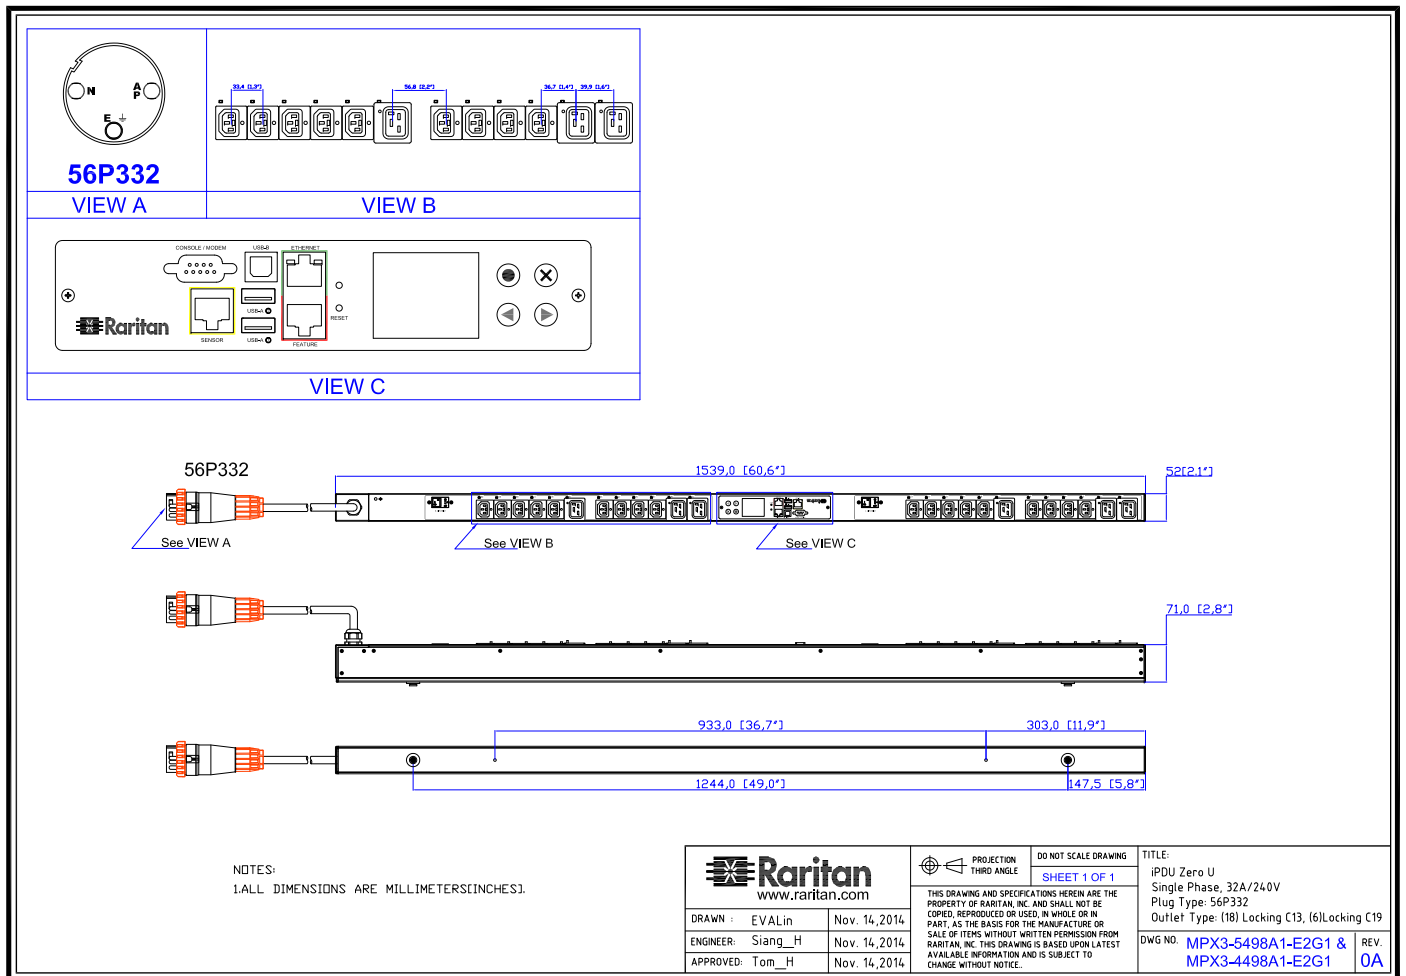 N
A
P
E
56P332
VIEW A
33,4 [1,3"]
56,8 [2,2"]
36,7 [1,4"]
39,9 [1,6"]
VIEW B
CONSOLE / MODEM
USB-B
ETHERNET
Raritan
SENSOR
USB-A
USB-A
FEATURE
RESET
VIEW C
56P332
1539,0 [60,6"]
52[2.1"]
See VIEW A
See VIEW B
See VIEW C
71,0 [2,8"]
933,0 [36,7"]
303,0 [11,9"]
1244,0 [49,0"]
147,5 [5,8"]
NOTES:
1.ALL DIMENSIONS ARE MILLIMETERS[INCHES].
Raritan
www.raritan.com
DRAWN : EVALin Nov. 14,2014
ENGINEER: Siang_H Nov. 14,2014
APPROVED: Tom_H Nov. 14,2014
PROJECTION
THIRD ANGLE
DO NOT SCALE DRAWING
SHEET 1 OF 1
THIS DRAWING AND SPECIFICATIONS HEREIN ARE THE
PROPERTY OF RARITAN, INC. AND SHALL NOT BE
COPIED, REPRODUCED OR USED, IN WHOLE OR IN
PART, AS THE BASIS FOR THE MANUFACTURE OR
SALE OF ITEMS WITHOUT WRITTEN PERMISSION FROM
RARITAN, INC. THIS DRAWING IS BASED UPON LATEST
AVAILABLE INFORMATION AND IS SUBJECT TO
CHANGE WITHOUT NOTICE..
TITLE:
iPDU Zero U
Single Phase, 32A/240V
Plug Type: 56P332
Outlet Type: (18) Locking C13, (6)Locking C19
DWG NO. MPX3-5498A1-E2G1 &
MPX3-4498A1-E2G1
REV.
0A